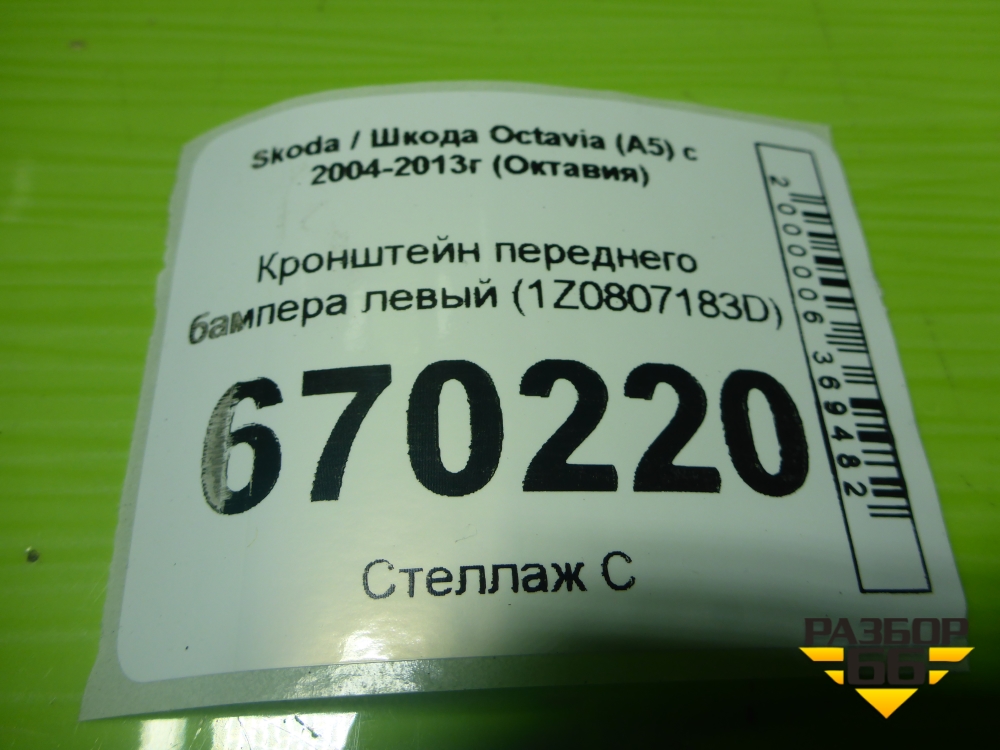 Skoda / Шкода Octavia (A5) с
2004-2013г (Октавия)
Кронштейн переднего
бампера левый (1Z0807183D)
670220
Стеллаж С
2000006369482
РАЗБОР
66